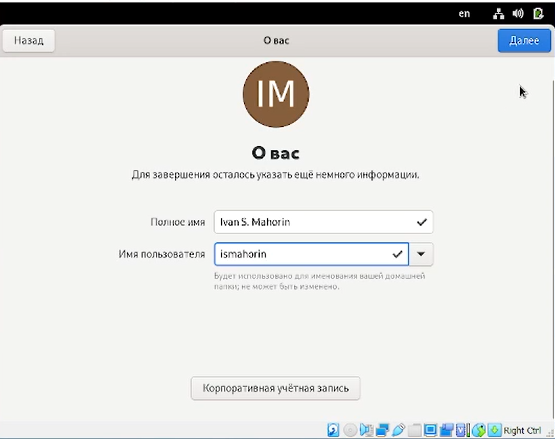 en
Назад
О вас
Далее
IM
О вас
Для завершения осталось указать ещё немного информации.
Полное имя
Ivan S. Mahorin
Имя пользователя
ismahorin
Будет использовано для именования вашей домашней
папки; не может быть изменено.
Корпоративная учётная запись
Right Ctrl